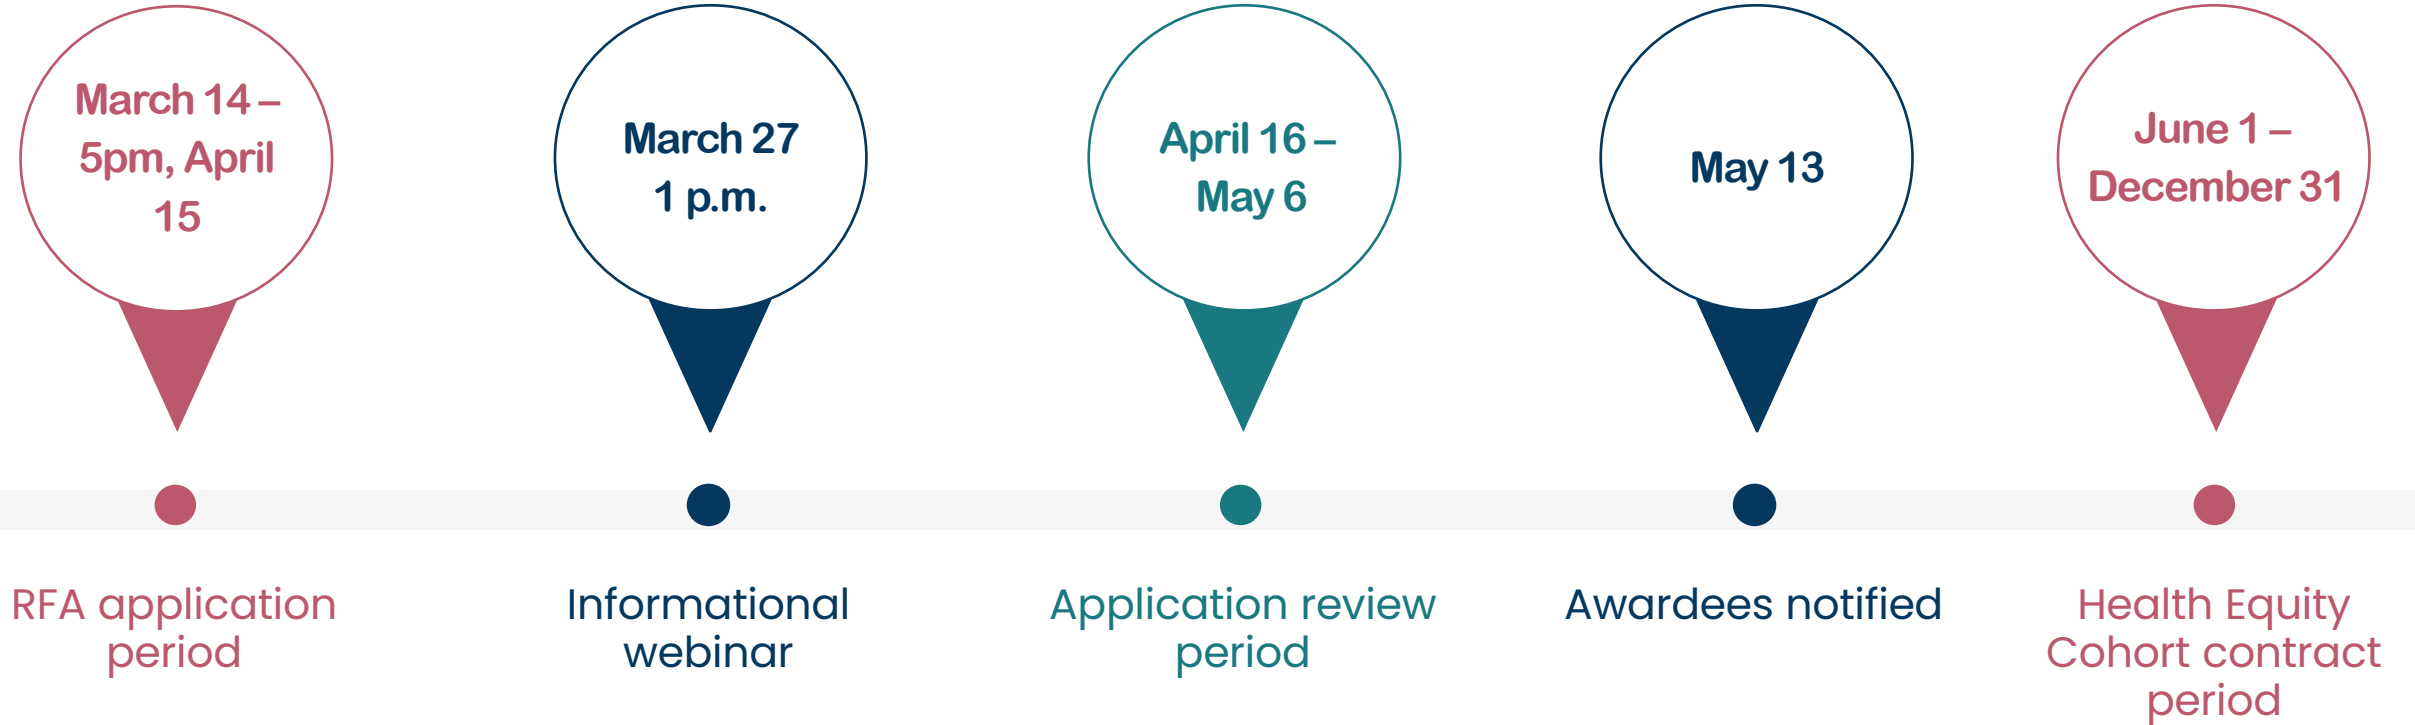 March 14 –
5pm, April
15
March 27
1 p.m.
April 16 –
May 6
May 13
June 1 –
December 31
RFA application
period
Informational
webinar
Application review
period
Awardees notified
Health Equity
Cohort contract
period